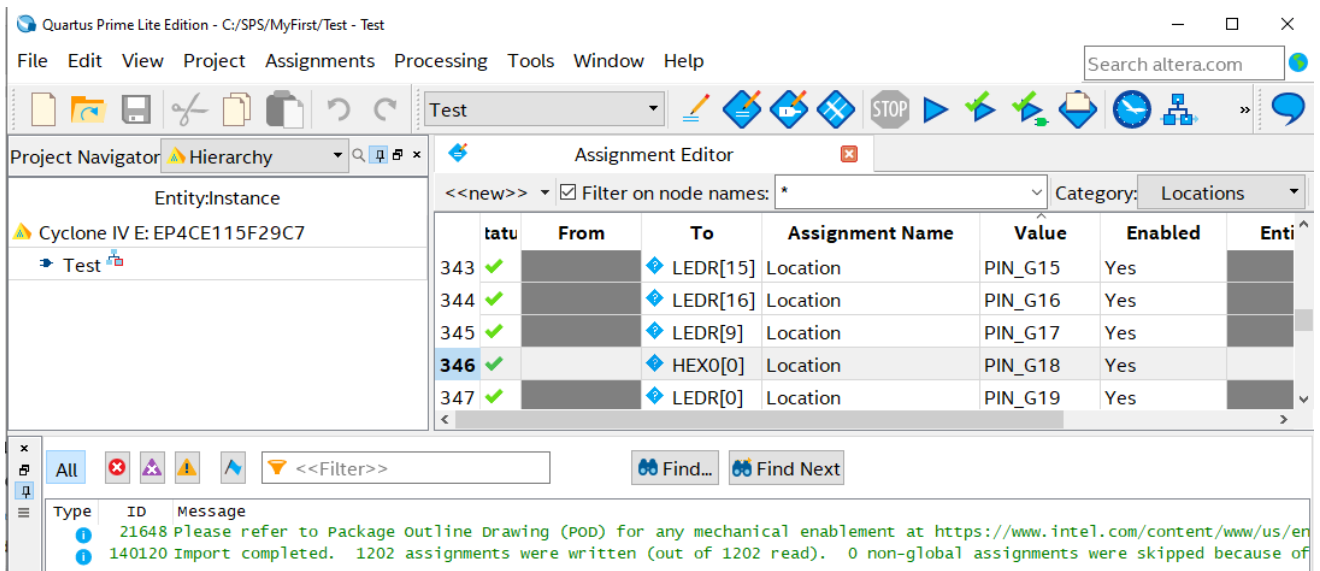 Quartus Prime Lite Edition - C:/SPS/MyFirst/Test - Test
File Edit View Project Assignments Processing Tools Window Help
Search altera.com
Test
STOP
»
Project Navigator Hierarchy
Assignment Editor
Entity:Instance
<<new>> Filter on node names: * Category: Locations
Cyclone IV E: EP4CE115F29C7
Test
tatu From To Assignment Name Value Enabled Enti
343 LEDR[15] Location PIN_G15 Yes
344 LEDR[16] Location PIN_G16 Yes
345 LEDR[9] Location PIN_G17 Yes
346 HEX0[0] Location PIN_G18 Yes
347 LEDR[0] Location PIN_G19 Yes
All <<Filter>> Find... Find Next
Type ID Message
21648 Please refer to Package Outline Drawing (POD) for any mechanical enablement at https://www.intel.com/content/www/us/en
140120 Import completed. 1202 assignments were written (out of 1202 read). 0 non-global assignments were skipped because of